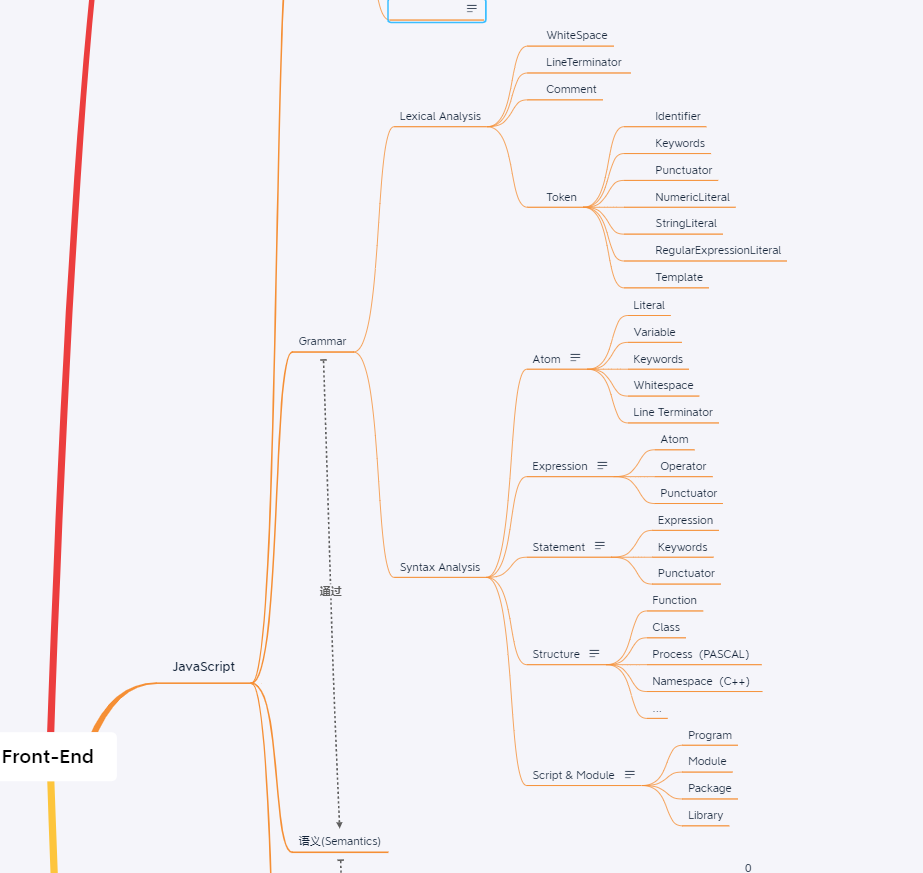 WhiteSpace
LineTerminator
Comment
Lexical Analysis
Identifier
Keywords
Punctuator
Token
NumericLiteral
StringLiteral
RegularExpressionLiteral
Template
Literal
Grammar
Variable
Atom
Keywords
Whitespace
Line Terminator
Atom
Expression
Operator
Punctuator
Expression
Statement
Keywords
Syntax Analysis
Punctuator
通过
Function
Class
Structure
Process (PASCAL)
JavaScript
Namespace (C++)
...
Program
Front-End
Module
Script & Module
Package
Library
语义(Semantics)
0